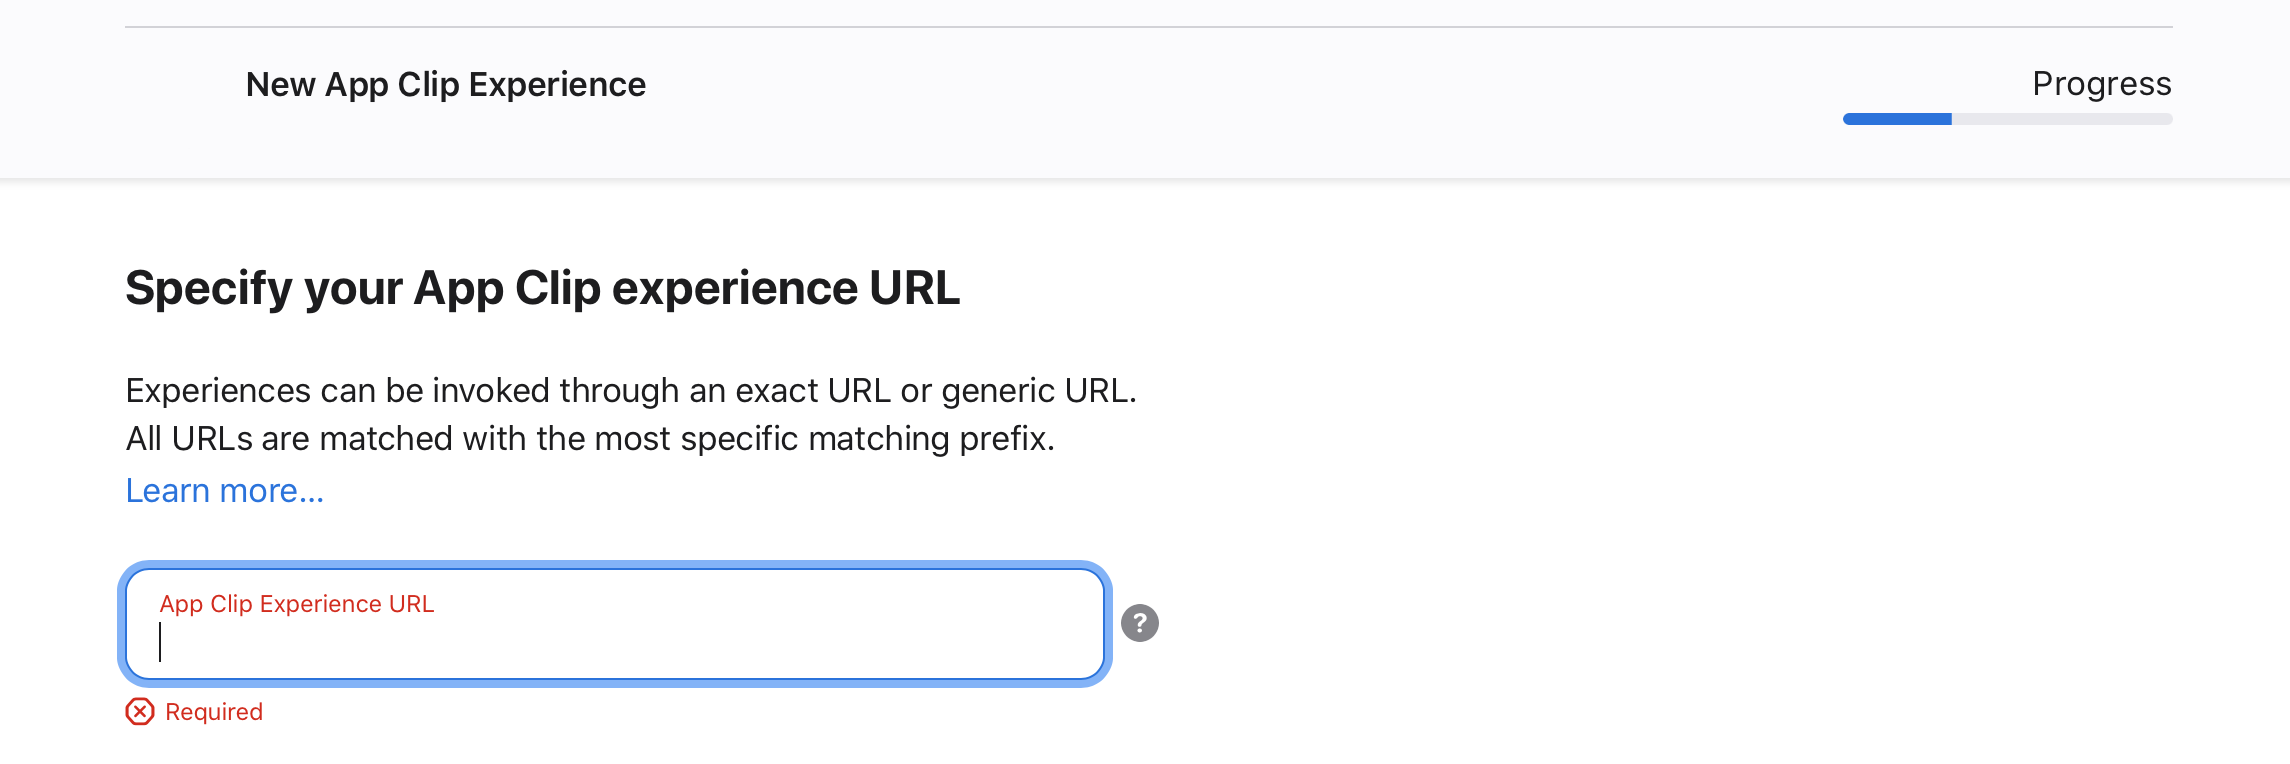 New App Clip Experience
Progress
Specify your App Clip experience URL
Experiences can be invoked through an exact URL or generic URL.
All URLs are matched with the most specific matching prefix.
Learn more...
App Clip Experience URL
?
Required